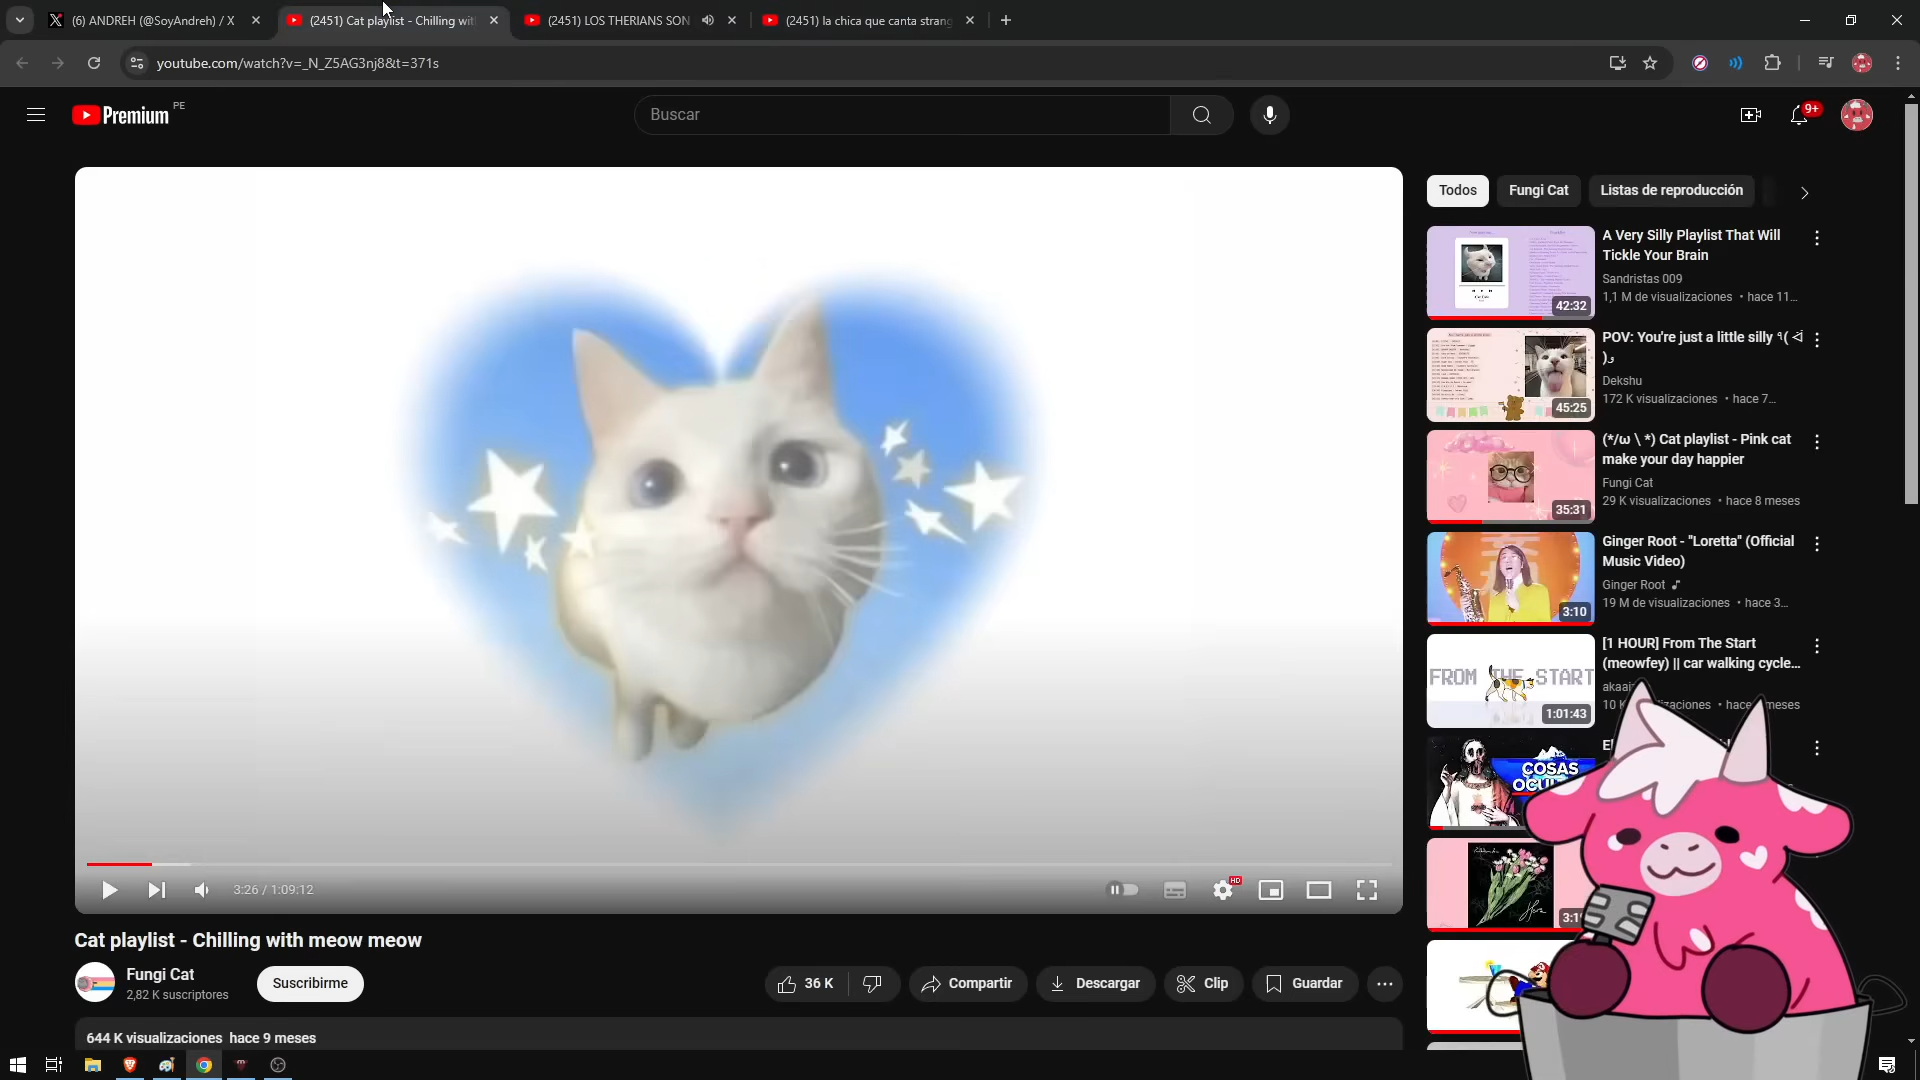 (6) ANDREH (@SoyAndreh) / X
(2451) Cat playlist - Chilling wit
(2451) LOS THERIANS SON
(2451) la chica que canta strang
youtube.com/watch?v=_N_Z5AG3nj8&t=371s
Premium PE
Buscar
9+
Todos
Fungi Cat
Listas de reproducción
A Very Silly Playlist That Will
Tickle Your Brain
Sandristas 009
1,1 M de visualizaciones • hace 11...
42:32
POV: You're just a little silly
Dekshu
172 K visualizaciones • hace 7...
45:25
(*/ω \ *) Cat playlist - Pink cat
make your day happier
Fungi Cat
29 K visualizaciones • hace 8 meses
35:31
Ginger Root - "Loretta" (Official
Music Video)
Ginger Root
19 M de visualizaciones • hace 3...
3:10
[1 HOUR] From The Start
(meowfey) || car walking cycle...
FROM THE START
1:01:43
COSAS
3:26 / 1:09:12
HD
Cat playlist - Chilling with meow meow
Fungi Cat
2,82 K suscriptores
Suscribirme
36 K
Compartir
Descargar
Clip
Guardar
644 K visualizaciones hace 9 meses